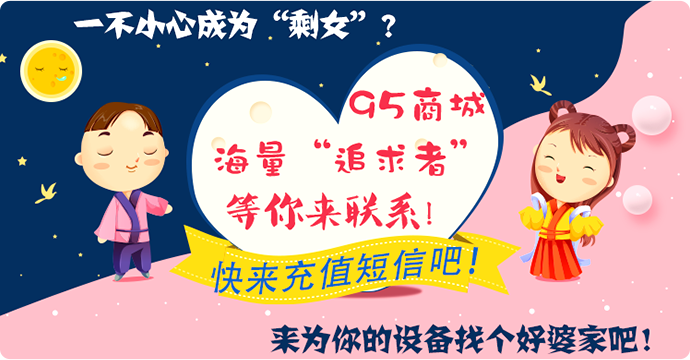 一不小心成为“剩女”?
95商城
海量“追求者”
等你来联系!
快来充值短信吧!
来为你的设备找个好婆家吧!